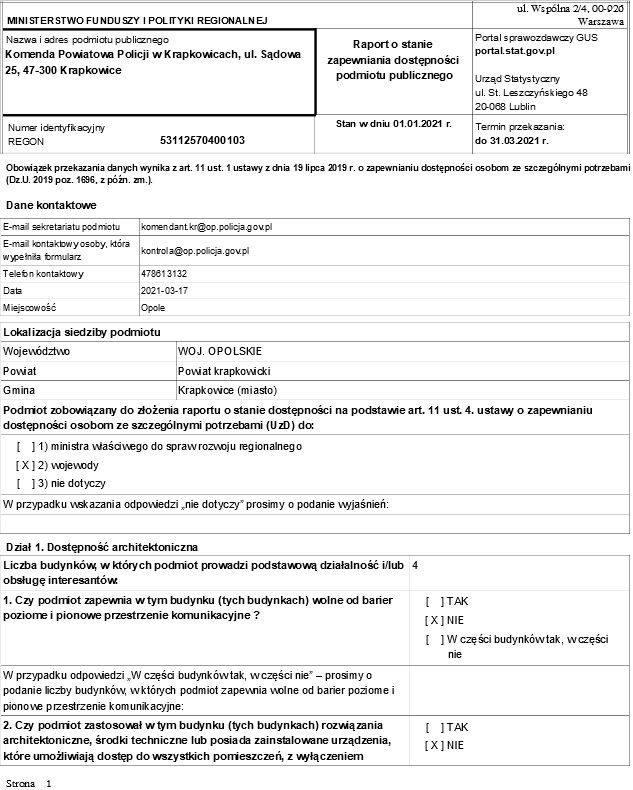 MINISTERSTWO FUNDUSZY I POLITYKI REGIONALNEJ
ul. Wspólna 2/4, 00-926
Warszawa
Nazwa i adres podmiotu publicznego
Komenda Powiatowa Policji w Krapkowicach, ul. Sądowa
25, 47-300 Krapkowice
Raport o stanie
zapewniania dostępności
podmiotu publicznego
Portal sprawozdawczy GUS
portal.stat.gov.pl
Urząd Statystyczny
ul. St. Leszczyńskiego 48
20-068 Lublin
Numer identyfikacyjny
REGON 53112570400103
Stan w dniu 01.01.2021 r.
Termin przekazania:
do 31.03.2021 r.
Obowiązek przekazania danych wynika z art. 11 ust. 1 ustawy z dnia 19 lipca 2019 r. o zapewnianiu dostępności osobom ze szczególnymi potrzebami
(Dz.U. 2019 poz. 1696, z późn. zm.).
Dane kontaktowe
E-mail sekretariatu podmiotu komendant.kr@op.policja.gov.pl
E-mail kontaktowy osoby, która
wypełniła formularz kontrola@op.policja.gov.pl
Telefon kontaktowy 478613132
Data 2021-03-17
Miejscowość Opole
Lokalizacja siedziby podmiotu
Województwo WOJ. OPOLSKIE
Powiat Powiat krapkowicki
Gmina Krapkowice (miasto)
Podmiot zobowiązany do złożenia raportu o stanie dostępności na podstawie art. 11 ust. 4. ustawy o zapewnianiu
dostępności osobom ze szczególnymi potrzebami (UzD) do:
[ ] 1) ministra właściwego do spraw rozwoju regionalnego
[ X ] 2) wojewody
[ ] 3) nie dotyczy
W przypadku wskazania odpowiedzi „nie dotyczy” prosimy o podanie wyjaśnień:
Dział 1. Dostępność architektoniczna
Liczba budynków, w których podmiot prowadzi podstawową działalność i/lub
obsługę interesantów: 4
1. Czy podmiot zapewnia w tym budynku (tych budynkach) wolne od barier
poziome i pionowe przestrzenie komunikacyjne ?
[ ] TAK
[ X ] NIE
[ ] W części budynków tak, w części
nie
W przypadku odpowiedzi „W części budynków tak, w części nie” – prosimy o
podanie liczby budynków, w których podmiot zapewnia wolne od barier poziome i
pionowe przestrzenie komunikacyjne:
2. Czy podmiot zastosował w tym budynku (tych budynkach) rozwiązania
architektoniczne, środki techniczne lub posiada zainstalowane urządzenia,
które umożliwiają dostęp do wszystkich pomieszczeń, z wyłączeniem
[ ] TAK
[ X ] NIE
Strona 1